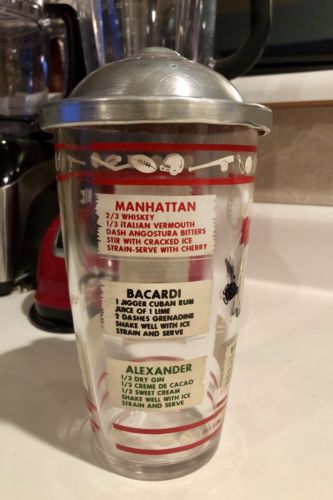 MANHATTAN
2/3 WHISKEY
1/3 ITALIAN VERMOUTH
DASH ANGOSTURA BITTERS
STIR WITH CRACKED ICE
STRAIN-SERVE WITH CHERRY
BACARDI
1 JIGGER CUBAN RUM
JUICE OF 1 LIME
2 DASHES GRENADINE
SHAKE WELL WITH ICE
STRAIN AND SERVE
ALEXANDER
1/3 DRY GIN
1/3 CREME DE CACAO
1/3 SWEET CREAM
SHAKE WELL WITH ICE
STRAIN AND SERVE